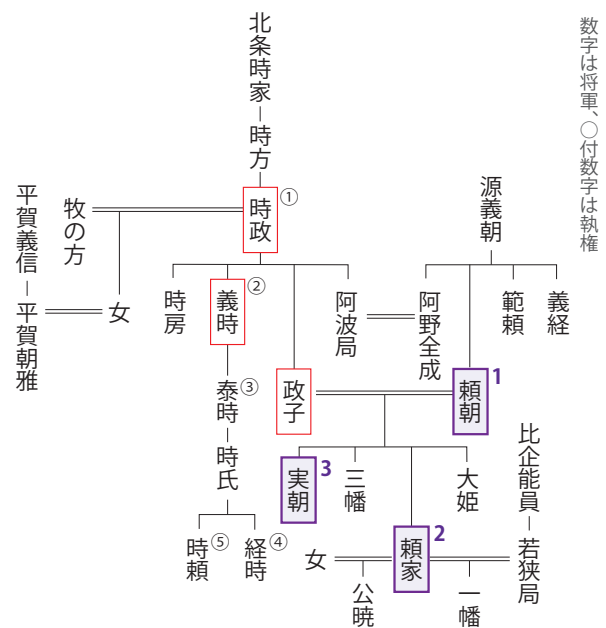 数字は将軍、○付数字は執権
北条時家
時方
時政
①
牧の方
平賀義信
平賀朝雅
女
時房
義時
②
政子
阿波局
阿野全成
源義朝
頼朝
1
範頼
義経
泰時
③
時氏
時頼
⑤
経時
④
実朝
3
三幡
頼家
2
大姫
比企能員
若狭局
女
公暁
一幡